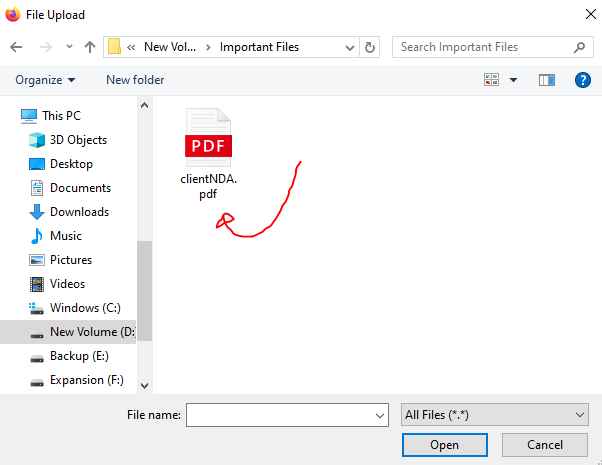 File Upload
« New Vol... > Important Files
Search Important Files
Organize
New folder
?
This PC
3D Objects
Desktop
Documents
Downloads
Music
Pictures
Videos
Windows (C:)
New Volume (D:
Backup (E:)
Expansion (F:)
PDF
clientNDA.
pdf
File name:
All Files (*.*)
Open
Cancel